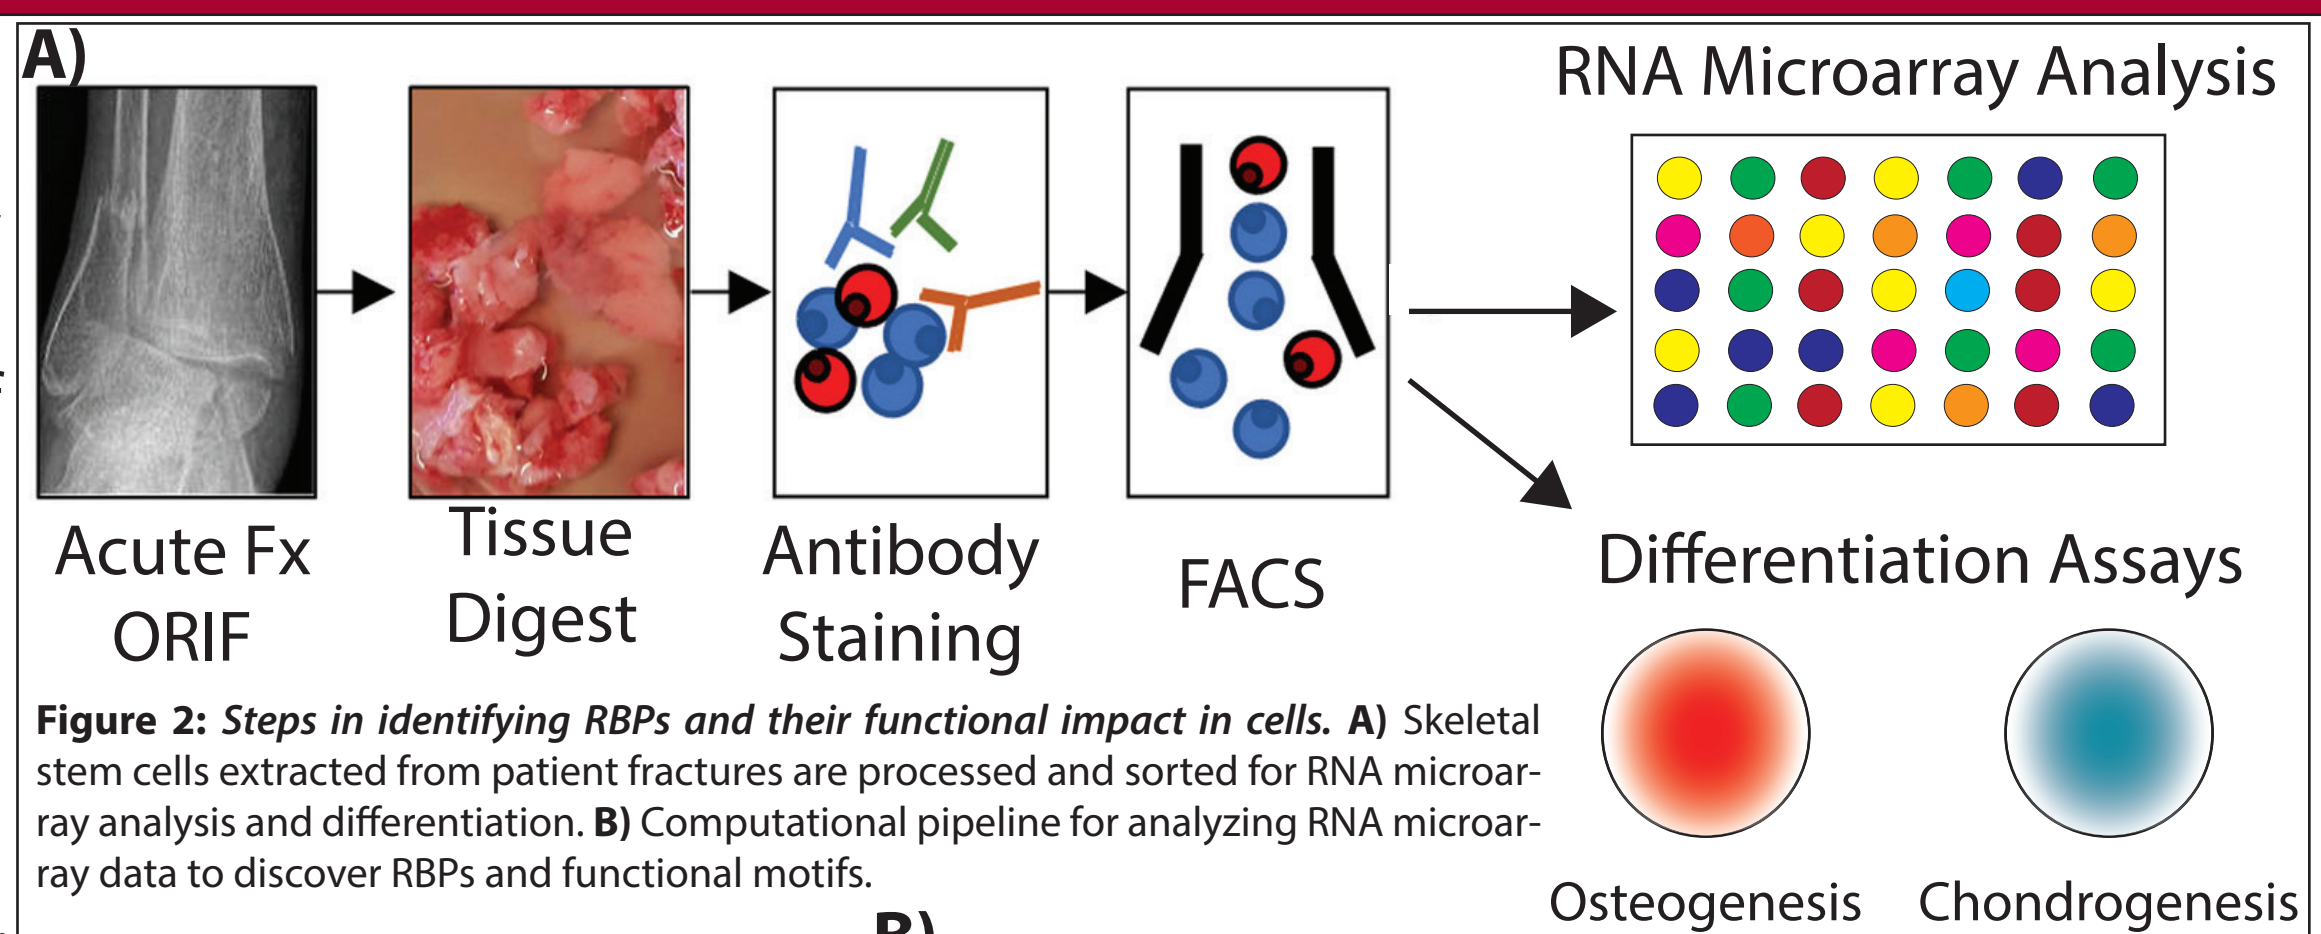 A)
RNA Microarray Analysis
Acute Fx
ORIF
Tissue
Digest
Antibody
Staining
FACS
Differentiation Assays
Osteogenesis
Chondrogenesis
Figure 2: Steps in identifying RBPs and their functional impact in cells. A) Skeletal
stem cells extracted from patient fractures are processed and sorted for RNA microar-
ray analysis and differentiation. B) Computational pipeline for analyzing RNA microar-
ray data to discover RBPs and functional motifs.
B)